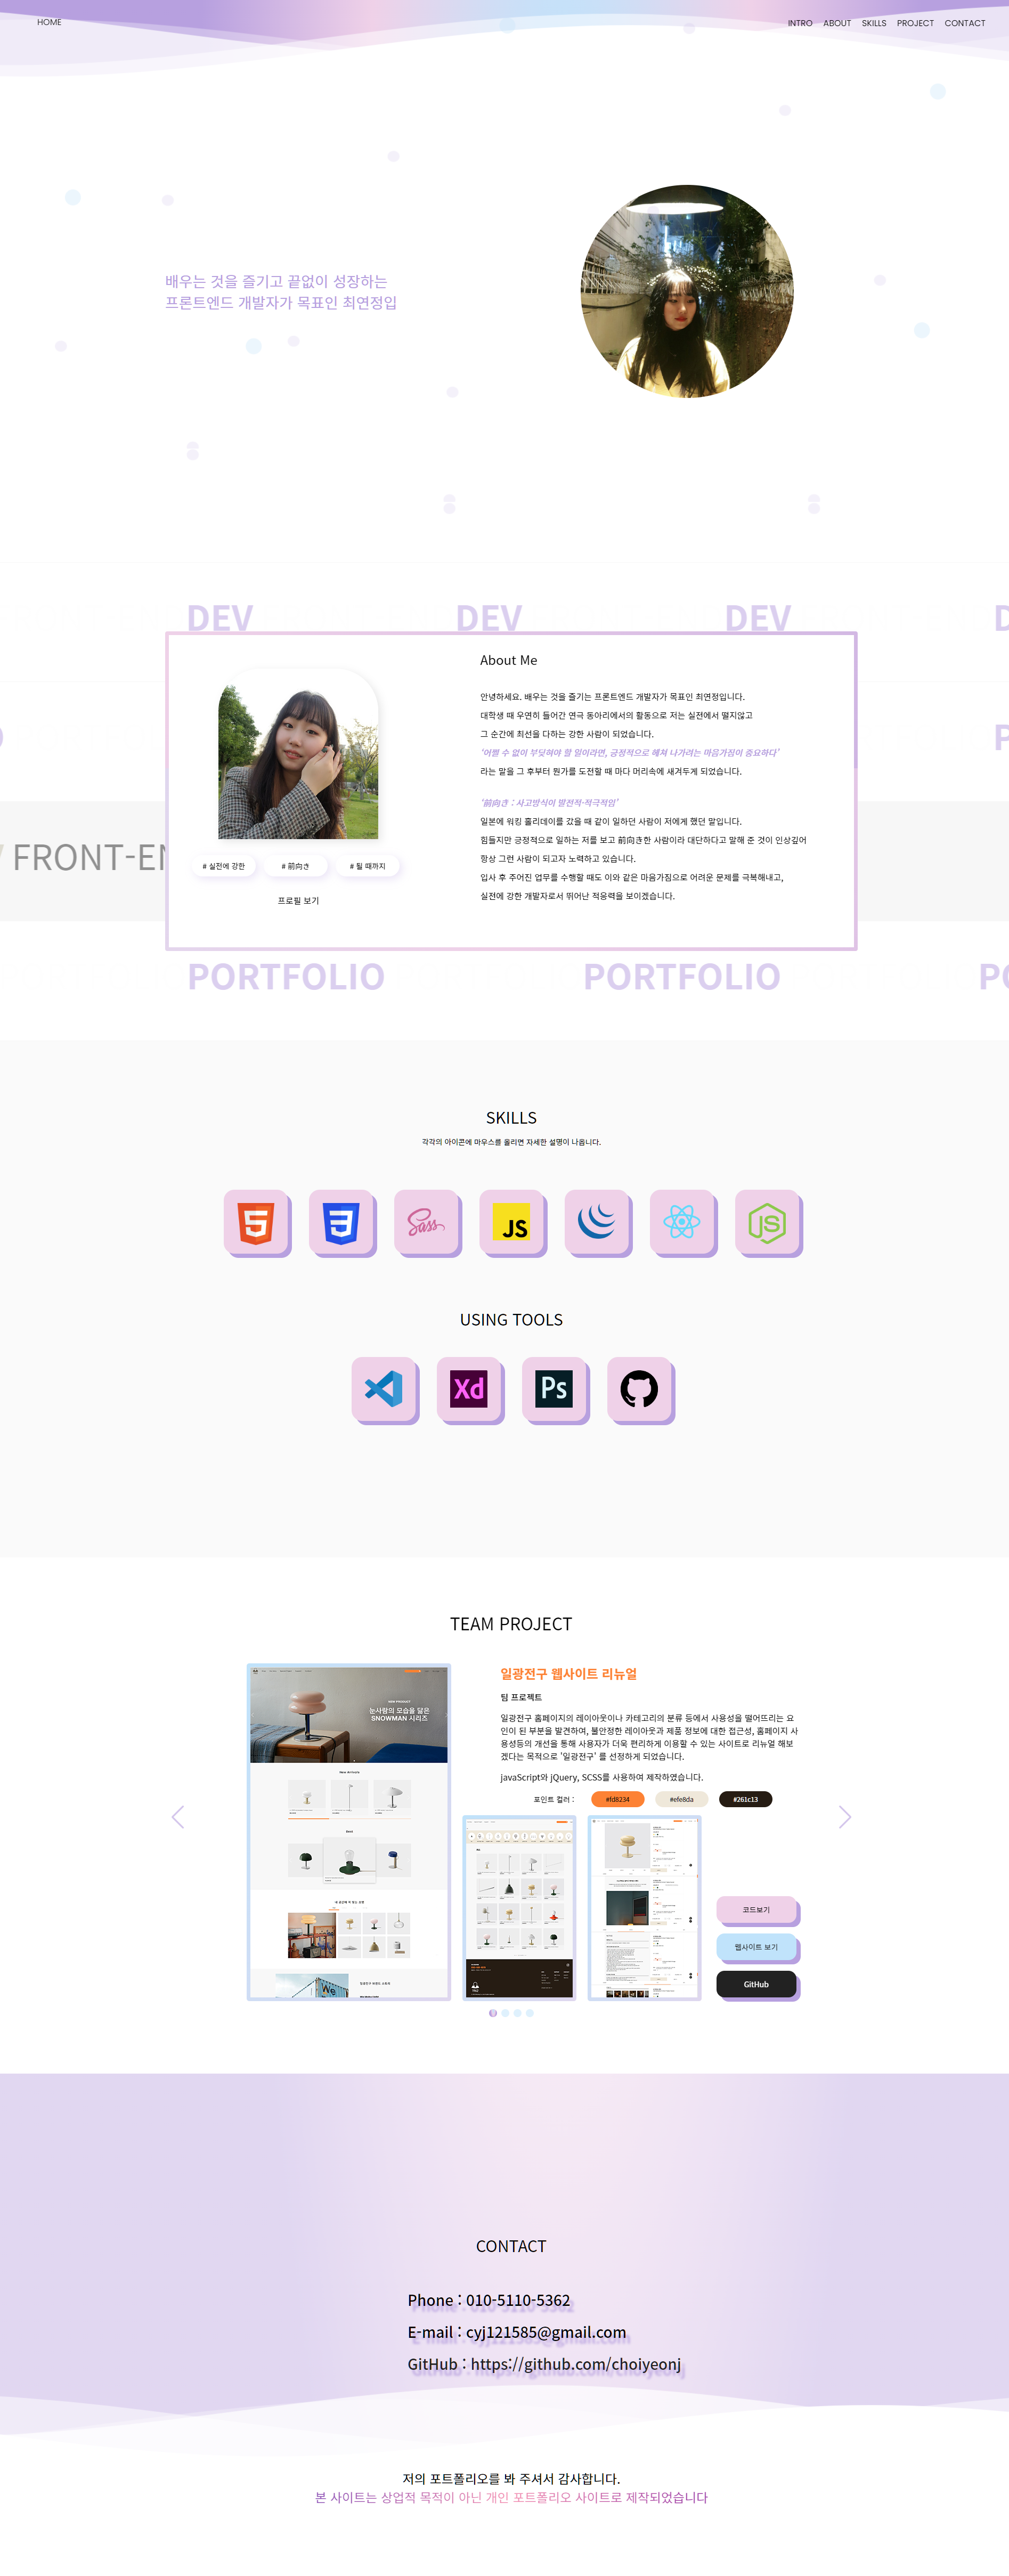 HOME
INTRO ABOUT SKILLS PROJECT CONTACT
배우는 것을 즐기고 끝없이 성장하는
프론트엔드 개발자가 목표인 최연정입
DEV DEV DEV D
About Me
안녕하세요. 배우는 것을 즐기는 프론트엔드 개발자가 목표인 최연정입니다.
대학생 때 우연히 들어간 연극 동아리에서의 활동으로 저는 실전에서 떨지않고
그 순간에 최선을 다하는 강한 사람이 되었습니다.
‘어쩔 수 없이 부딪혀야 할 일이라면, 긍정적으로 헤쳐 나가려는 마음가짐이 중요하다’
라는 말을 그 후부터 뭔가를 도전할 때 마다 머리속에 새겨두게 되었습니다.
‘前向き : 사고방식이 발전적·적극적임’
일본에 워킹 홀리데이를 갔을 때 같이 일하던 사람이 저에게 했던 말입니다.
힘들지만 긍정적으로 일하는 저를 보고 前向き한 사람이라 대단하다고 말해 준 것이 인상깊어
항상 그런 사람이 되고자 노력하고 있습니다.
입사 후 주어진 업무를 수행할 때도 이와 같은 마음가짐으로 어려운 문제를 극복해내고,
실전에 강한 개발자로서 뛰어난 적응력을 보이겠습니다.
# 실전에 강한 # 前向き # 될 때까지
프로필 보기
FRONT-EN
PORTFOLIO PORTFOLIO PO
SKILLS
각각의 아이콘에 마우스를 올리면 자세한 설명이 나옵니다.
5 3 Sass JS JS
USING TOOLS
Xd Ps
TEAM PROJECT
NEW PRODUCT
눈사람의 모습을 닮은
SNOWMAN 시리즈
We
일광전구 웹사이트 리뉴얼
팀 프로젝트
일광전구 홈페이지의 레이아웃이나 카테고리의 분류 등에서 사용성을 떨어뜨리는 요
인이 된 부분을 발견하여, 불안정한 레이아웃과 제품 정보에 대한 접근성, 홈페이지 사
용성등의 개선을 통해 사용자가 더욱 편리하게 이용할 수 있는 사이트로 리뉴얼 해보
겠다는 목적으로 '일광전구' 를 선정하게 되었습니다.
javaScript와 jQuery, SCSS를 사용하여 제작하였습니다.
포인트 컬러 : #fd8234 #efe8da #261c13
코드보기
웹사이트 보기
GitHub
CONTACT
Phone : 010-5110-5362
E-mail : cyj121585@gmail.com
GitHub : https://github.com/choiyeonj
저의 포트폴리오를 봐 주셔서 감사합니다.
본 사이트는 상업적 목적이 아닌 개인 포트폴리오 사이트로 제작되었습니다